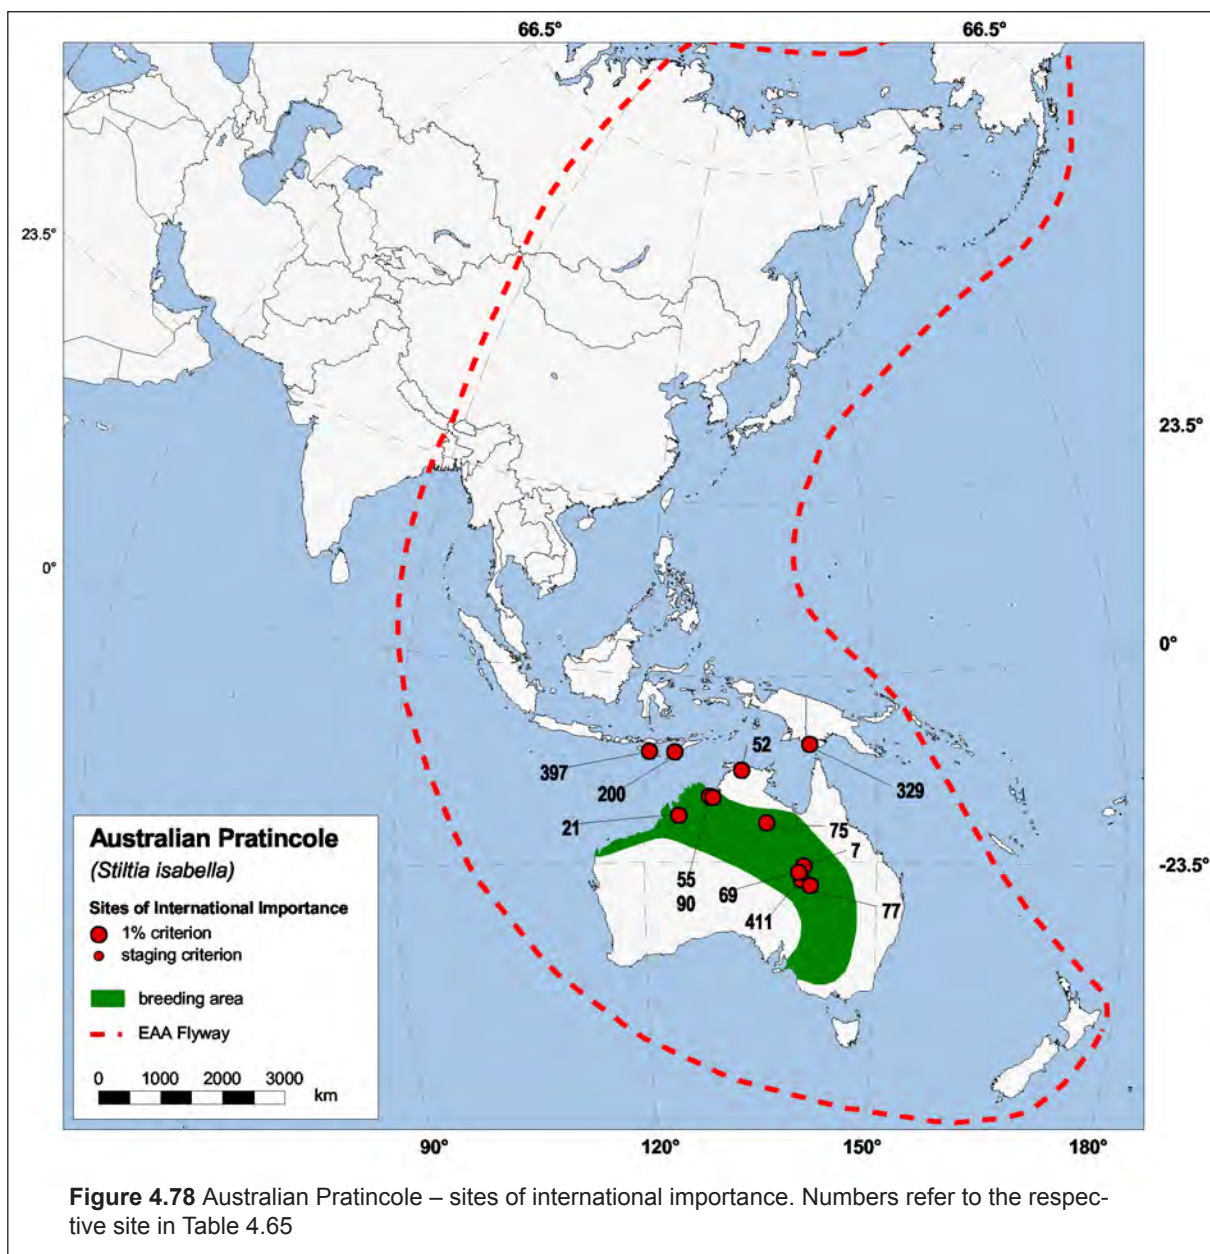 66.5°
66.5°
23.5°
23.5°
0°
0°
52
397
200
329
21
75
7
-23.5°
55
69
90
77
411
Australian Pratincole
(Stiltia isabella)
Sites of International Importance
1% criterion
staging criterion
breeding area
EAA Flyway
0 1000 2000 3000
km
90°
120°
150°
180°
Figure 4.78 Australian Pratincole – sites of international importance. Numbers refer to the respec-
tive site in Table 4.65